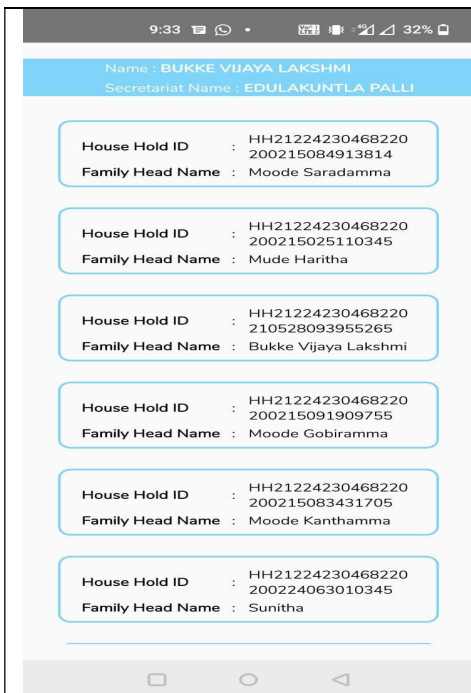 9:33 4G 32%
Name : BUKKE VIJAYA LAKSHMI
Secretariat Name : EDULAKUNTLA PALLI
House Hold ID : HH21224230468220
200215084913814
Family Head Name : Moode Saradamma
House Hold ID : HH21224230468220
200215025110345
Family Head Name : Mude Haritha
House Hold ID : HH21224230468220
210528093955265
Family Head Name : Bukke Vijaya Lakshmi
House Hold ID : HH21224230468220
200215091909755
Family Head Name : Moode Gobiramma
House Hold ID : HH21224230468220
200215083431705
Family Head Name : Moode Kanthamma
House Hold ID : HH21224230468220
200224063010345
Family Head Name : Sunitha